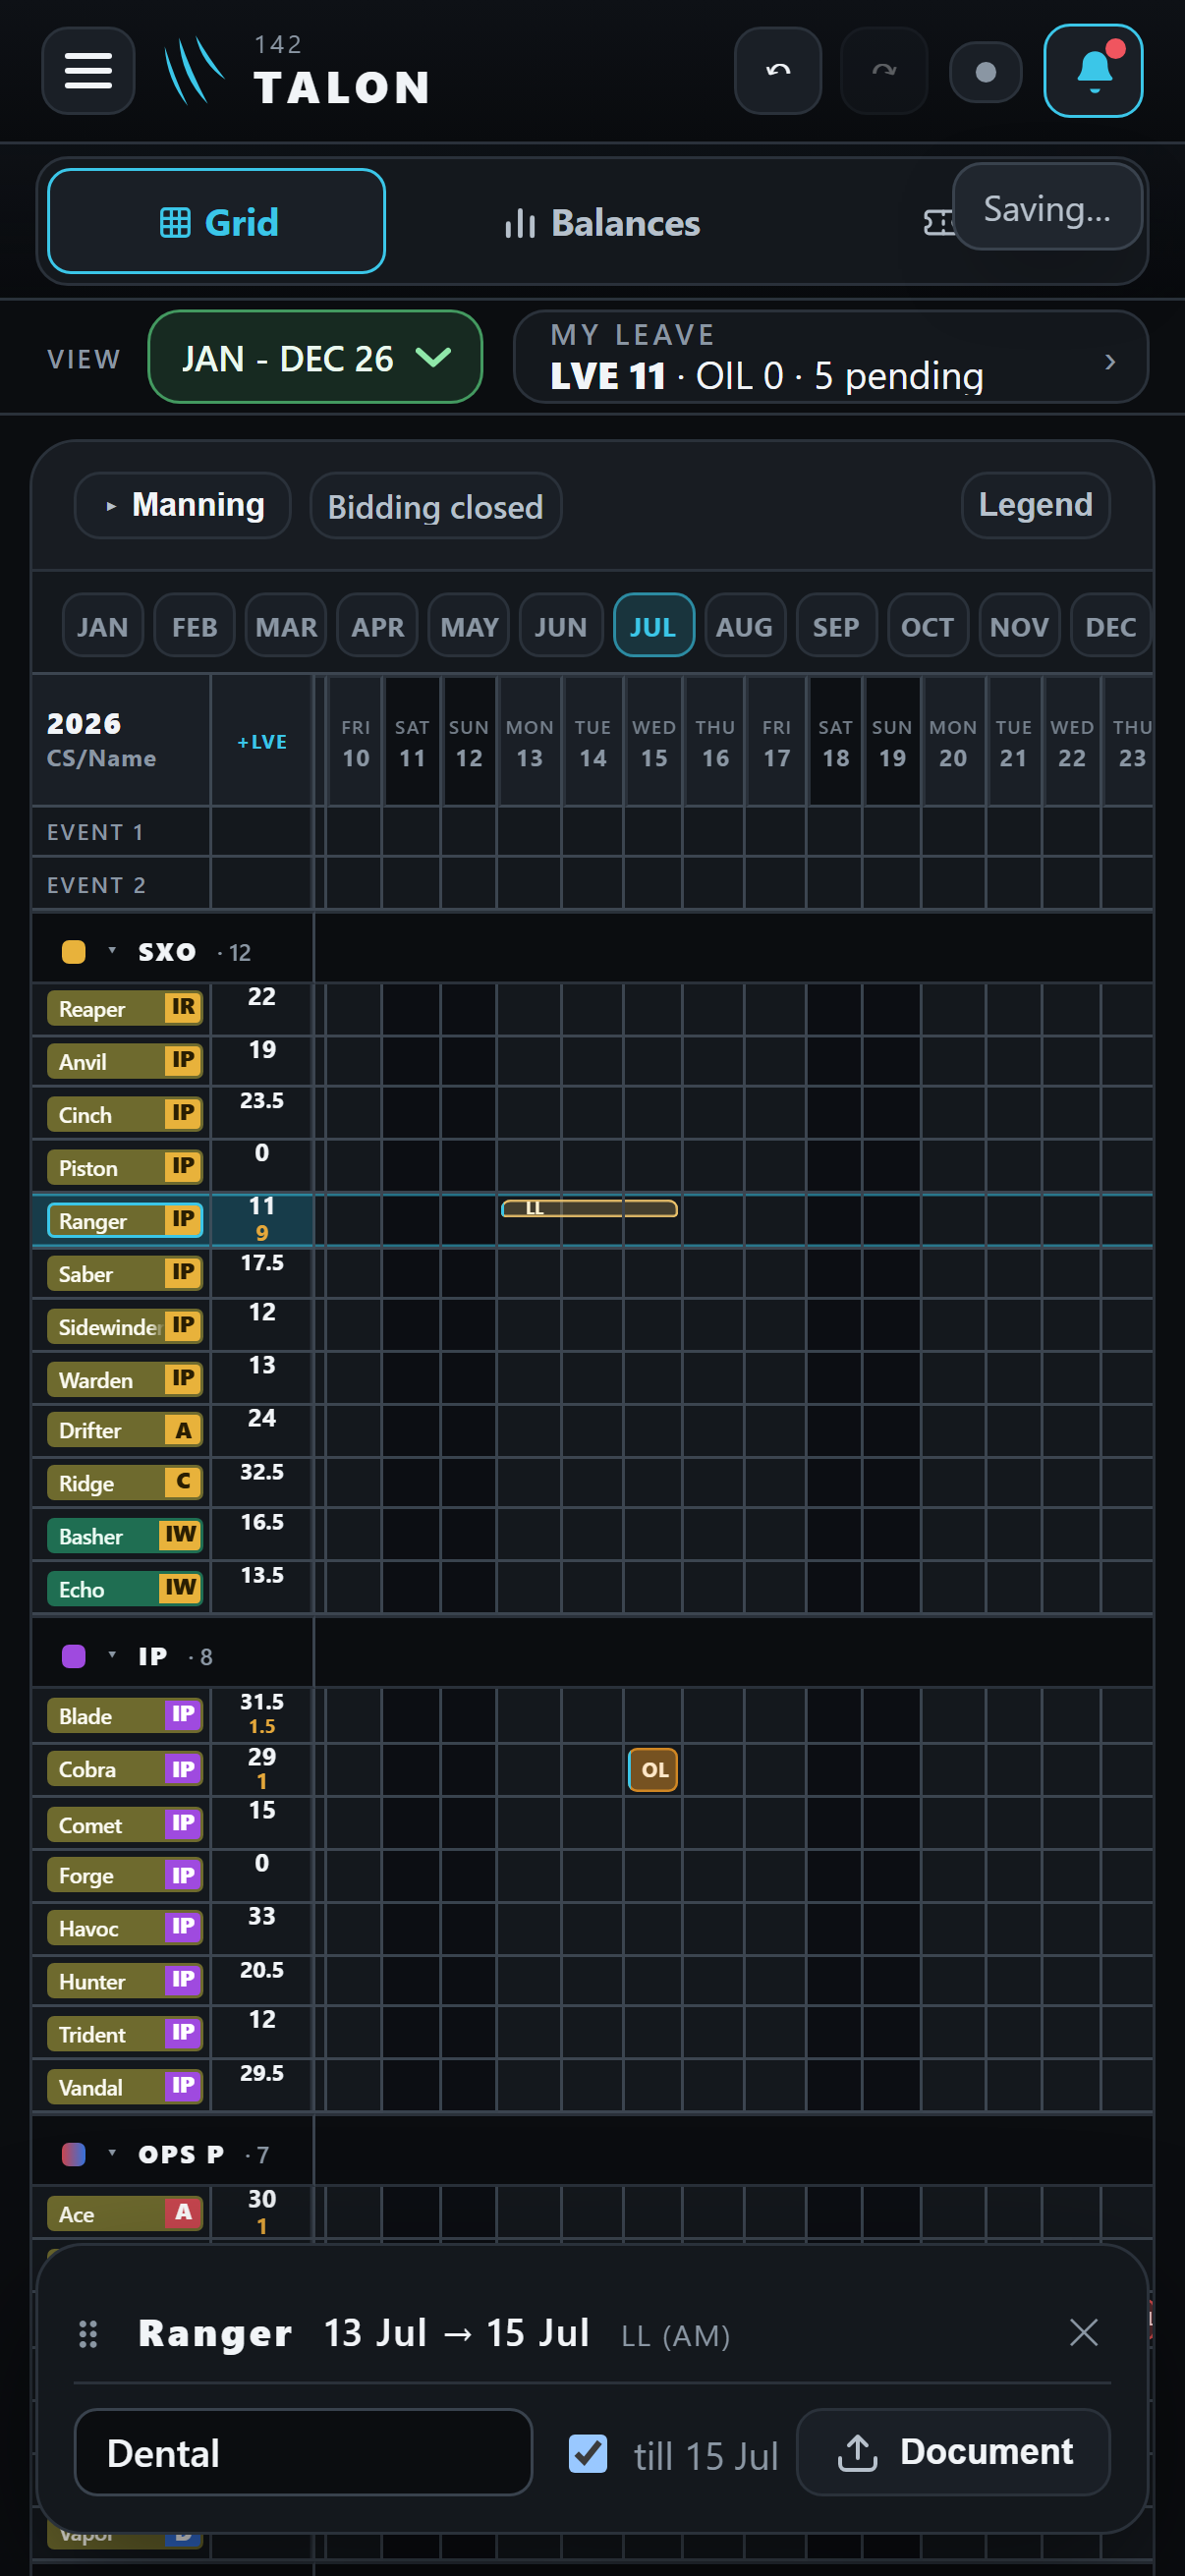 142
TALON
Grid
Balances
Saving...
VIEW
JAN - DEC 26
MY LEAVE
LVE 11 · OIL 0 · 5 pending
Manning
Bidding closed
Legend
JAN FEB MAR APR MAY JUN JUL AUG SEP OCT NOV DEC
2026
CS/Name
+LVE
FRI SAT SUN MON TUE WED THU FRI SAT SUN MON TUE WED THU
10 11 12 13 14 15 16 17 18 19 20 21 22 23
EVENT 1
EVENT 2
SXO · 12
Reaper IR 22
Anvil IP 19
Cinch IP 23.5
Piston IP 0
Ranger IP 11 LL
9
Saber IP 17.5
Sidewinder IP 12
Warden IP 13
Drifter A 24
Ridge C 32.5
Basher IW 16.5
Echo IW 13.5
IP · 8
Blade IP 31.5
1.5
Cobra IP 29 OL
1
Comet IP 15
Forge IP 0
Havoc IP 33
Hunter IP 20.5
Trident IP 12
Vandal IP 29.5
OPS P · 7
Ace A 30
1
Ranger 13 Jul → 15 Jul LL (AM)
Dental
till 15 Jul
Document